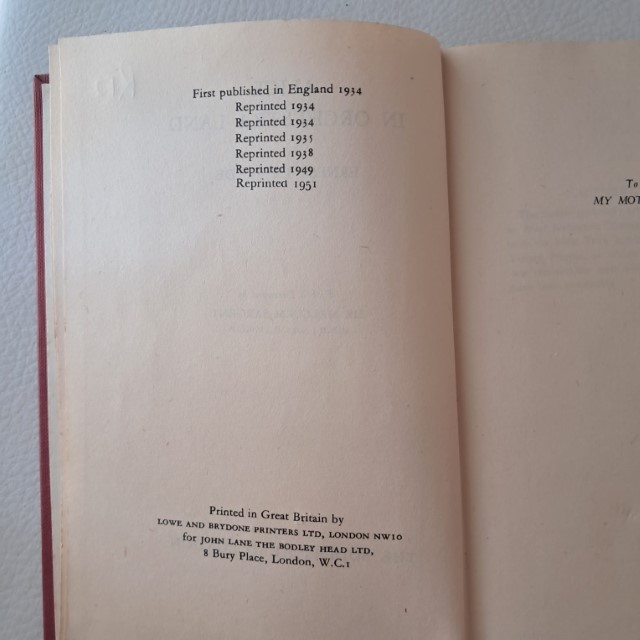 First published in England 1934
Reprinted 1934
Reprinted 1934
Reprinted 1935
Reprinted 1938
Reprinted 1949
Reprinted 1951
Printed in Great Britain by
LOWE AND BRYDONE PRINTERS LTD, LONDON NW10
for JOHN LANE THE BODLEY HEAD LTD,
8 Bury Place, London, W.C.1
To
MY MOT